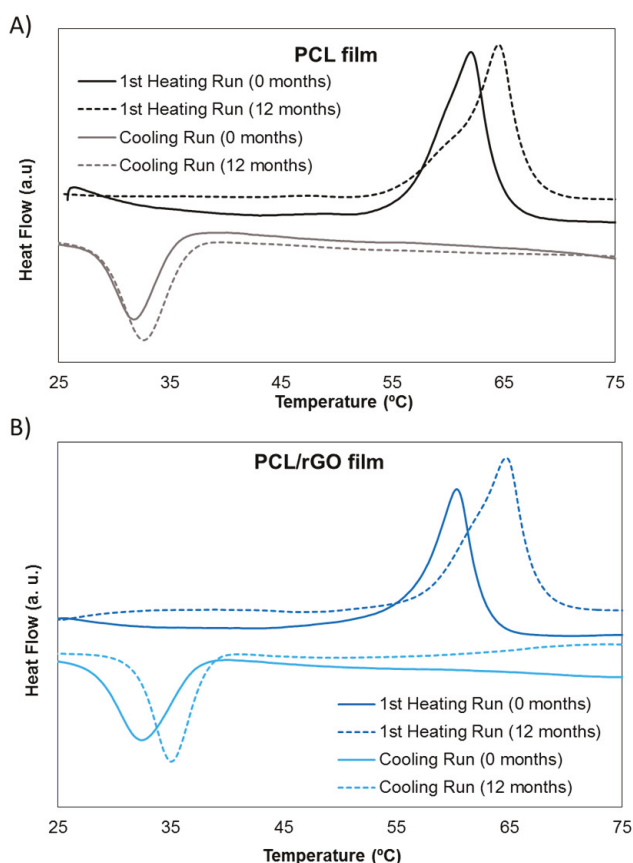 A)
PCL film
1st Heating Run (0 months)
1st Heating Run (12 months)
Cooling Run (0 months)
Cooling Run (12 months)
Heat Flow (a.u)
25 35 45 55 65 75
Temperature (ºC)
B)
PCL/rGO film
Heat Flow (a. u.)
1st Heating Run (0 months)
1st Heating Run (12 months)
Cooling Run (0 months)
Cooling Run (12 months)
25 35 45 55 65 75
Temperature (ºC)